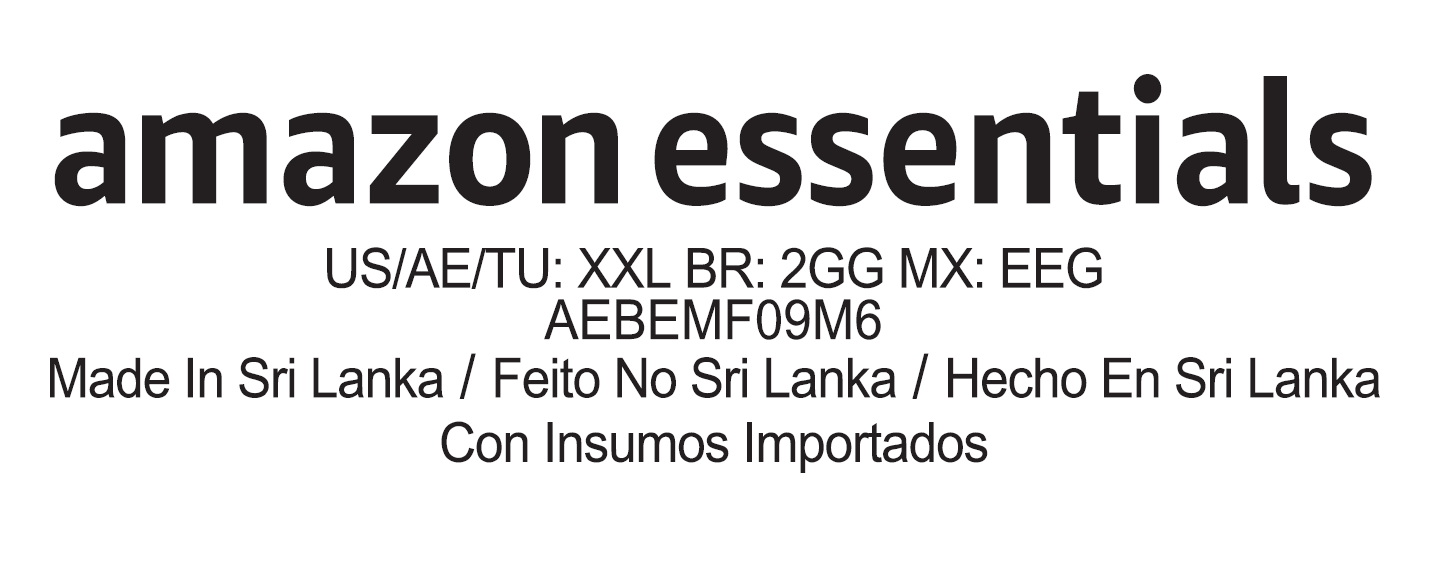 amazon essentials
US/AE/TU: XXL BR: 2GG MX: EEG
AEBEMF09M6
Made In Sri Lanka / Feito No Sri Lanka / Hecho En Sri Lanka
Con Insumos Importados